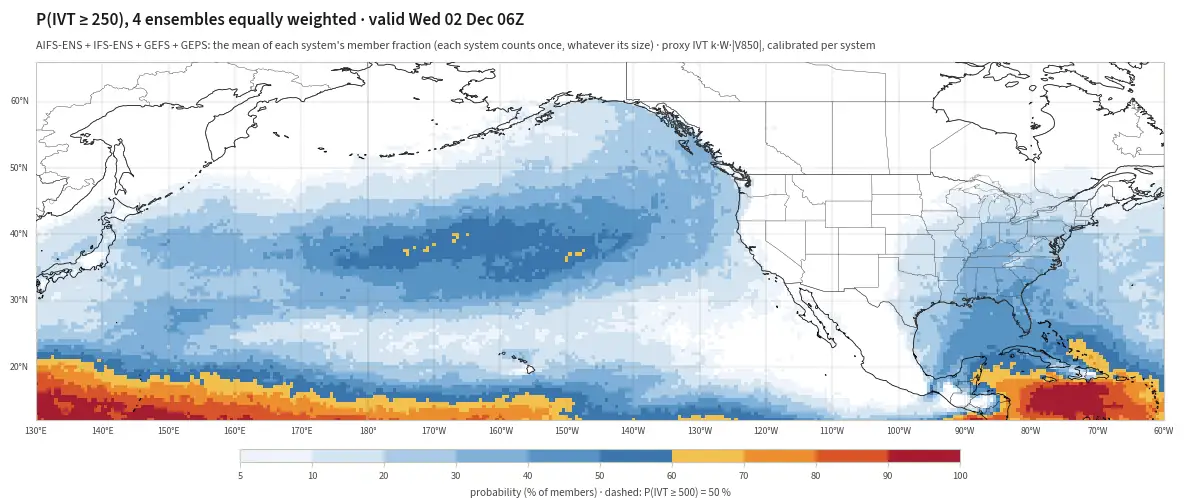 P(IVT ≥ 250), 4 ensembles equally weighted · valid Wed 02 Dec 06Z
AIFS-ENS + IFS-ENS + GEFS + GEPS: the mean of each system's member fraction (each system counts once, whatever its size) · proxy IVT k·W·|V850|, calibrated per system
60°N
50°N
40°N
30°N
20°N
130°E 140°E 150°E 160°E 170°E 180° 170°W 160°W 150°W 140°W 130°W 120°W 110°W 100°W 90°W 80°W 70°W 60°W
5 10 20 30 40 50 60 70 80 90 100
probability (% of members) · dashed: P(IVT ≥ 500) = 50 %